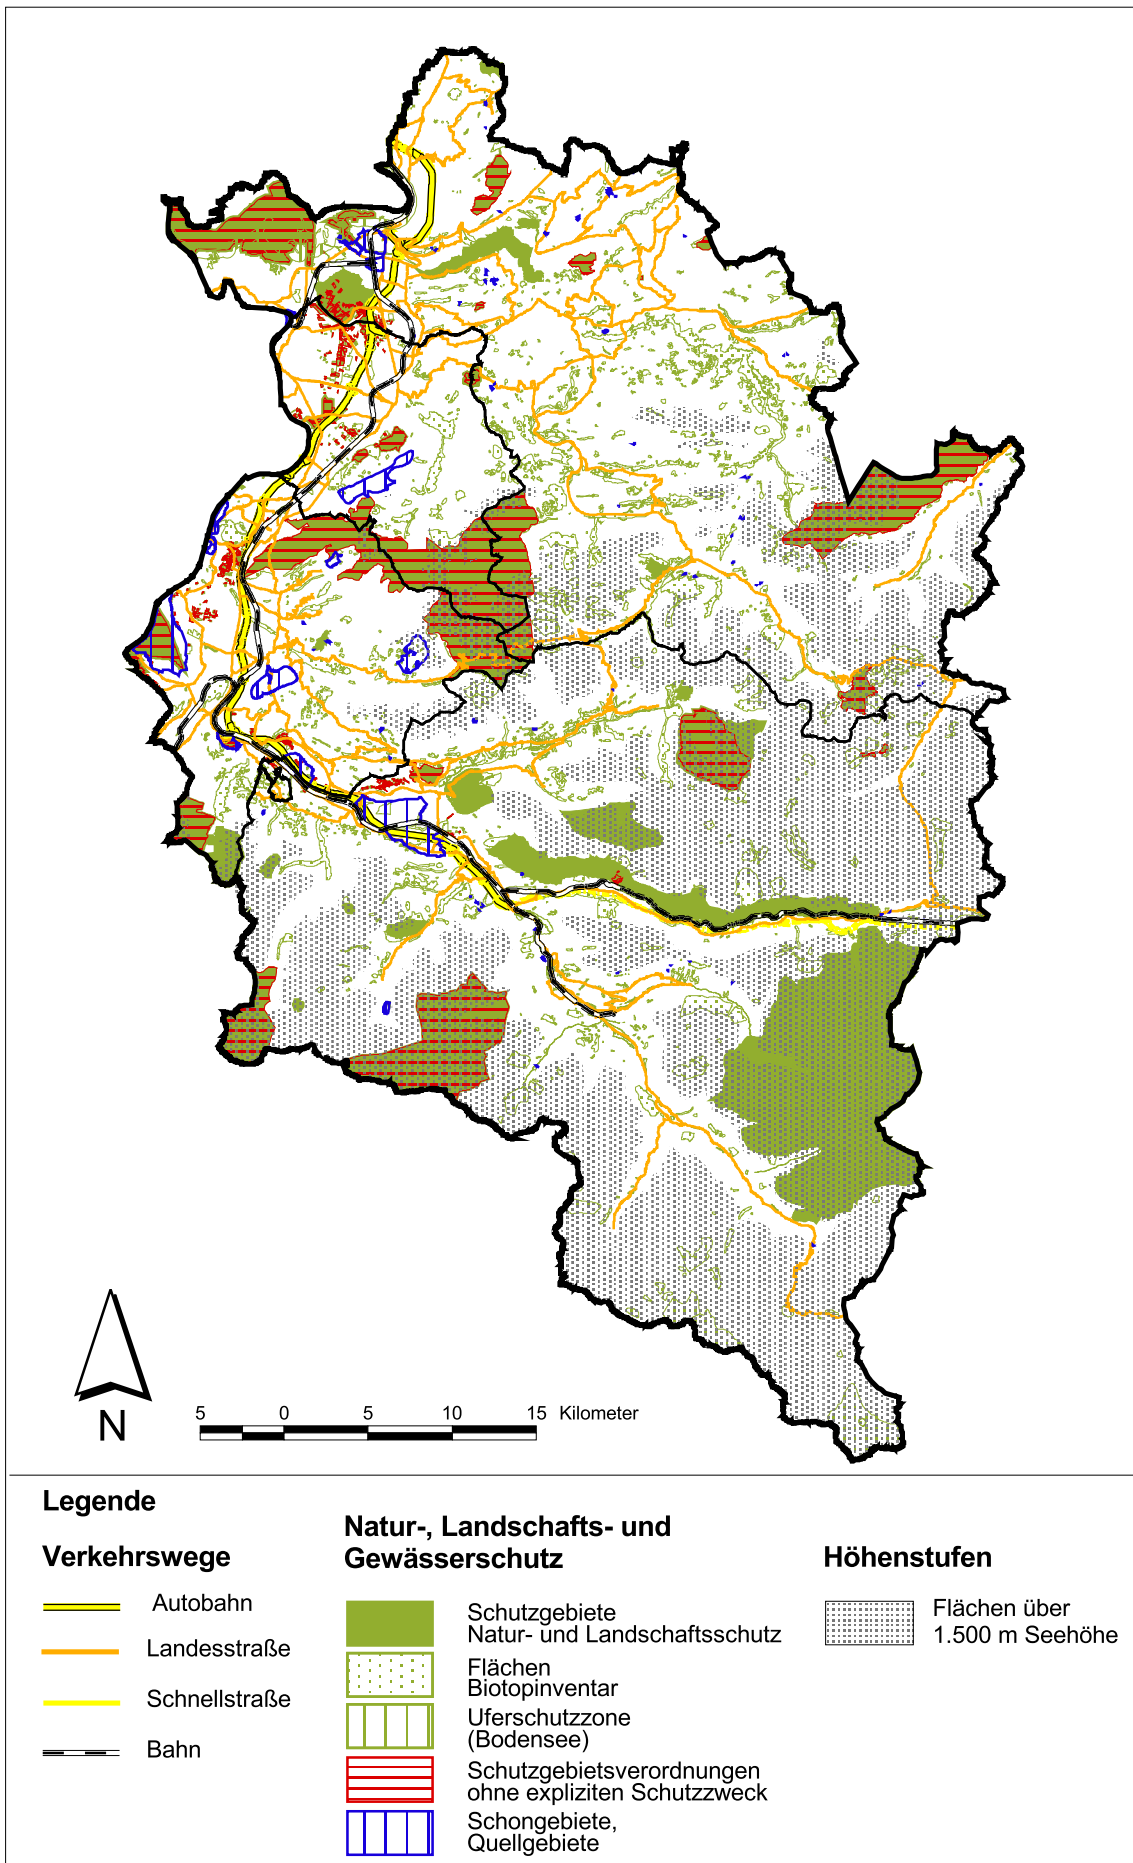 N
5 0 5 10 15 Kilometer
Legende
Verkehrswege
Autobahn
Landesstraße
Schnellstraße
Bahn
Natur-, Landschafts- und
Gewässerschutz
Schutzgebiete
Natur- und Landschaftsschutz
Flächen
Biotopinventar
Uferschutzzone
(Bodensee)
Schutzgebietsverordnungen
ohne expliziten Schutzzweck
Schongebiete,
Quellgebiete
Höhenstufen
Flächen über
1.500 m Seehöhe